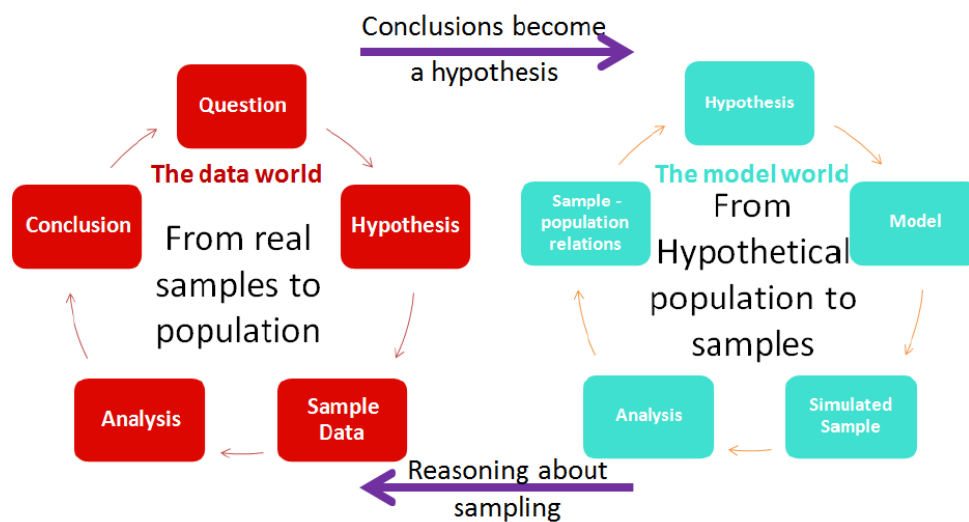 Conclusions become
a hypothesis
Question
The data world
Hypothesis
Conclusion
From real
samples to
population
Analysis
Sample
Data
Hypothesis
The model world
Sample -
population
relations
Model
From
Hypothetical
population to
samples
Analysis
Simulated
Sample
Reasoning about
sampling